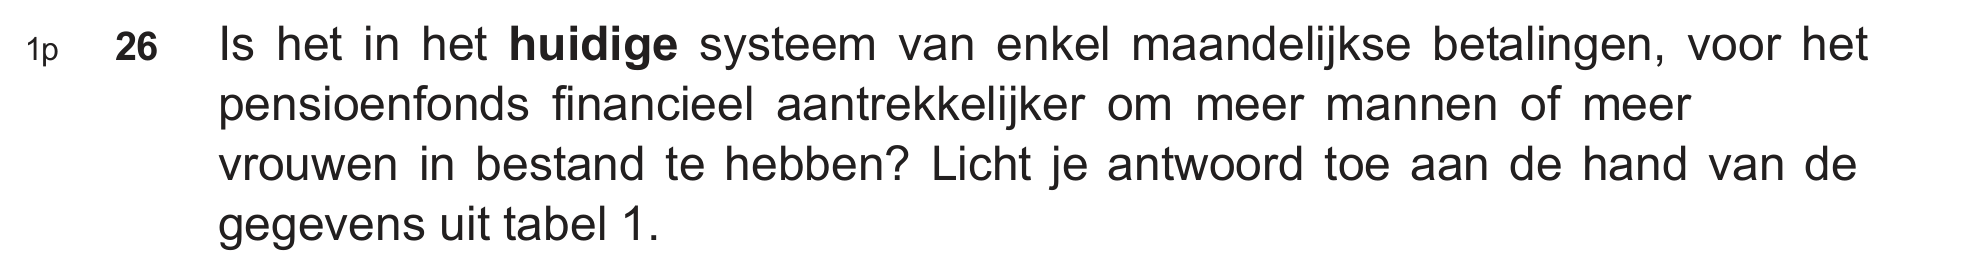 1p 26 Is het in het huidige systeem van enkel maandelijkse betalingen, voor het
pensioenfonds financieel aantrekkelijker om meer mannen of meer
vrouwen in bestand te hebben? Licht je antwoord toe aan de hand van de
gegevens uit tabel 1.